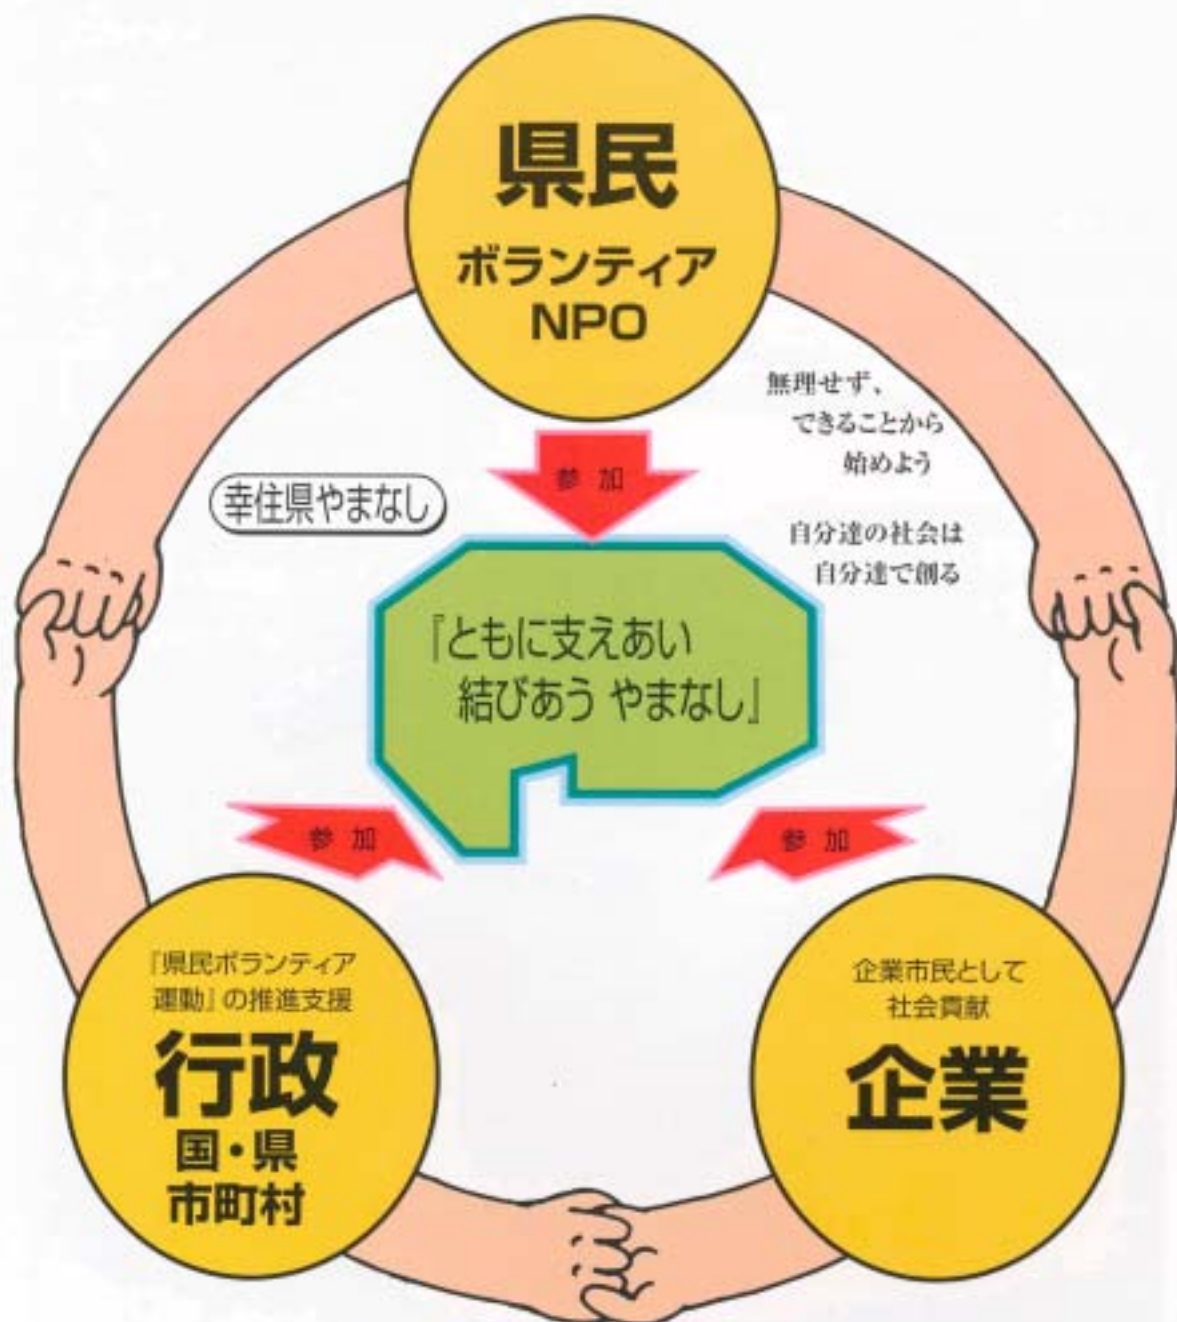 県民
ボランティア
NPO
無理せず、
できることから
始めよう
参加
幸住県やまなし
自分達の社会は
自分達で創る
『ともに支えあい
結びあう やまなし』
参加
参加
『県民ボランティア
運動』の推進支援
行政
国・県
市町村
企業市民として
社会貢献
企業